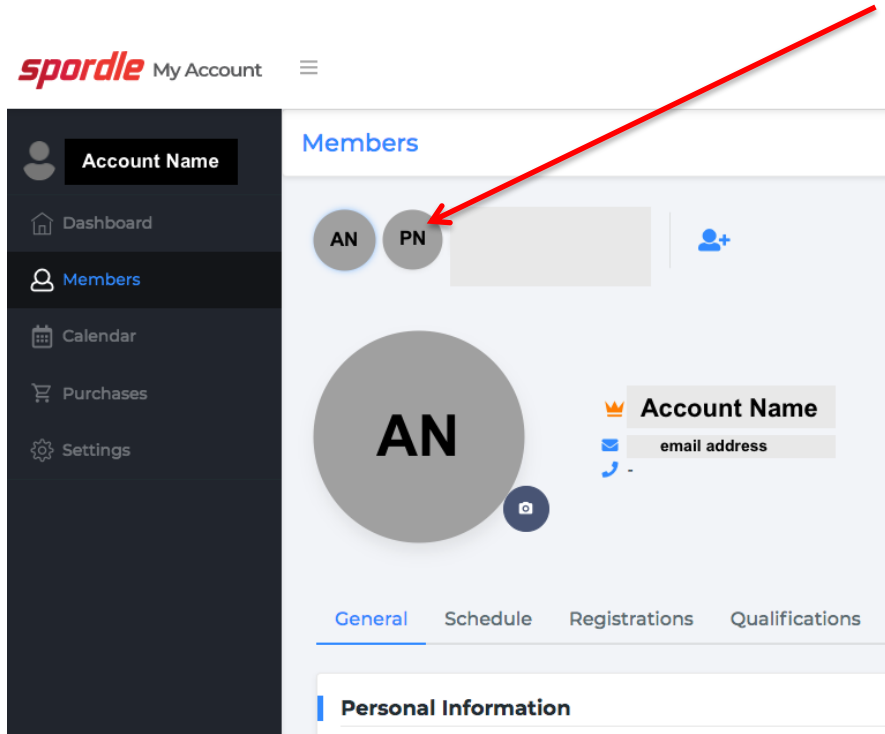 spordle My Account
Account Name
Dashboard
Members
Calendar
Purchases
Settings
Members
AN PN
AN
Account Name
email address
-
General Schedule Registrations Qualifications
Personal Information